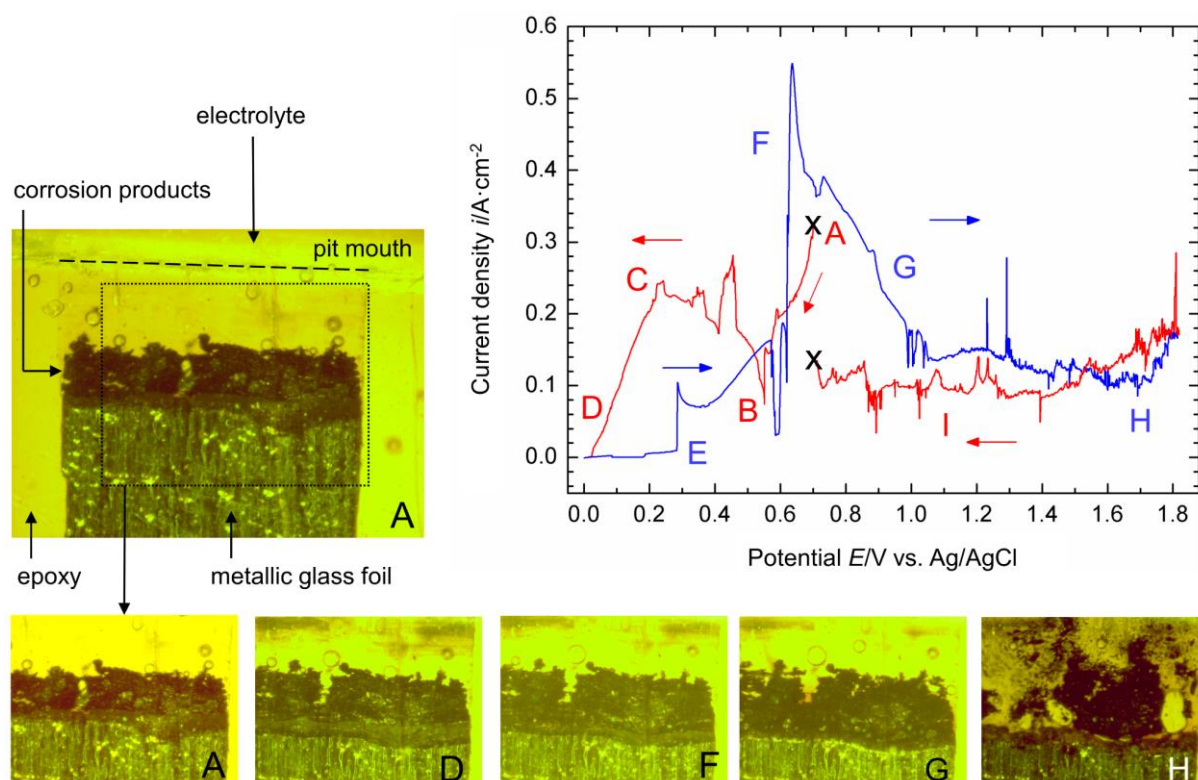 electrolyte
corrosion products
pit mouth
A
epoxy
metallic glass foil
0.6
0.5
0.4
0.3
0.2
0.1
0.0
Current density i/A·cm⁻²
F
X
A
C
G
X
D
B
E
I
H
0.0 0.2 0.4 0.6 0.8 1.0 1.2 1.4 1.6 1.8
Potential E/V vs. Ag/AgCl
A
D
F
G
H